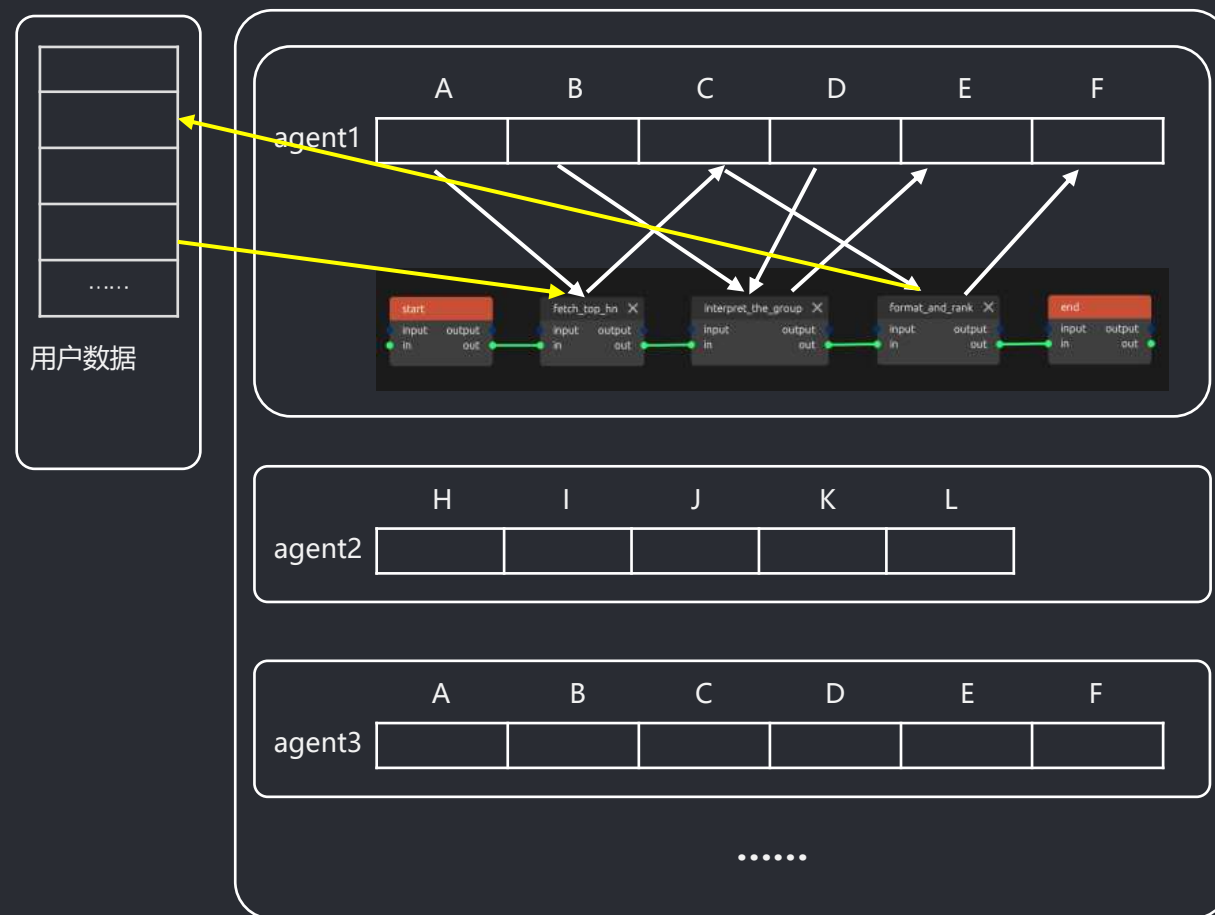 ……
用户数据
A B C D E F
agent1
start fetch_top_hn interpret_the_group format_and_rank end
input output input output input output input output input output
in out in out in out in out in out
H I J K L
agent2
A B C D E F
agent3
……